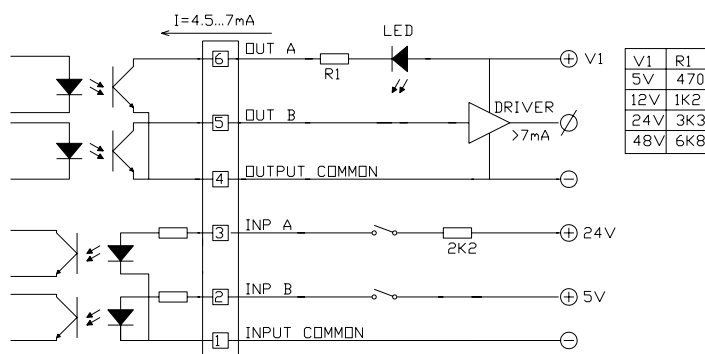 I=4.5...7mA
LED
6 OUT A
R1
V1
5 OUT B
DRIVER
>7mA
4 OUTPUT COMMON
3 INP A
2K2
24V
2 INP B
5V
1 INPUT COMMON
V1 R1
5V 470
12V 1K2
24V 3K3
48V 6K8